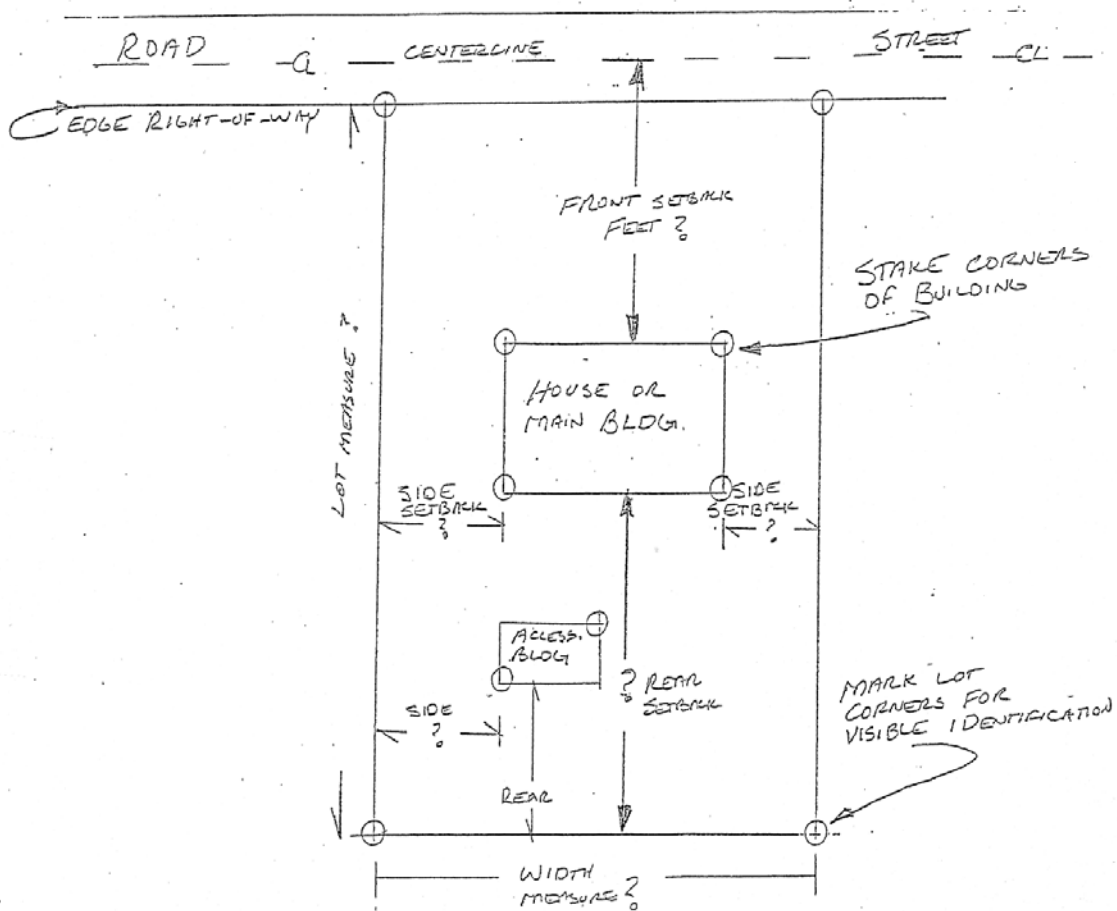 ROAD
CL
CENTERLINE
STREET
CL
EDGE RIGHT-OF-WAY
FRONT SETBACK
FEET ?
STAKE CORNERS
OF BUILDING
LOT MEASURE ?
HOUSE OR
MAIN BLDG.
SIDE
SETBACK
?
SIDE
SETBACK
?
ACCESS.
BLDG
? REAR
SETBACK
MARK LOT
CORNERS FOR
VISIBLE IDENTIFICATION
SIDE
?
REAR
WIDTH
MEASURE ?